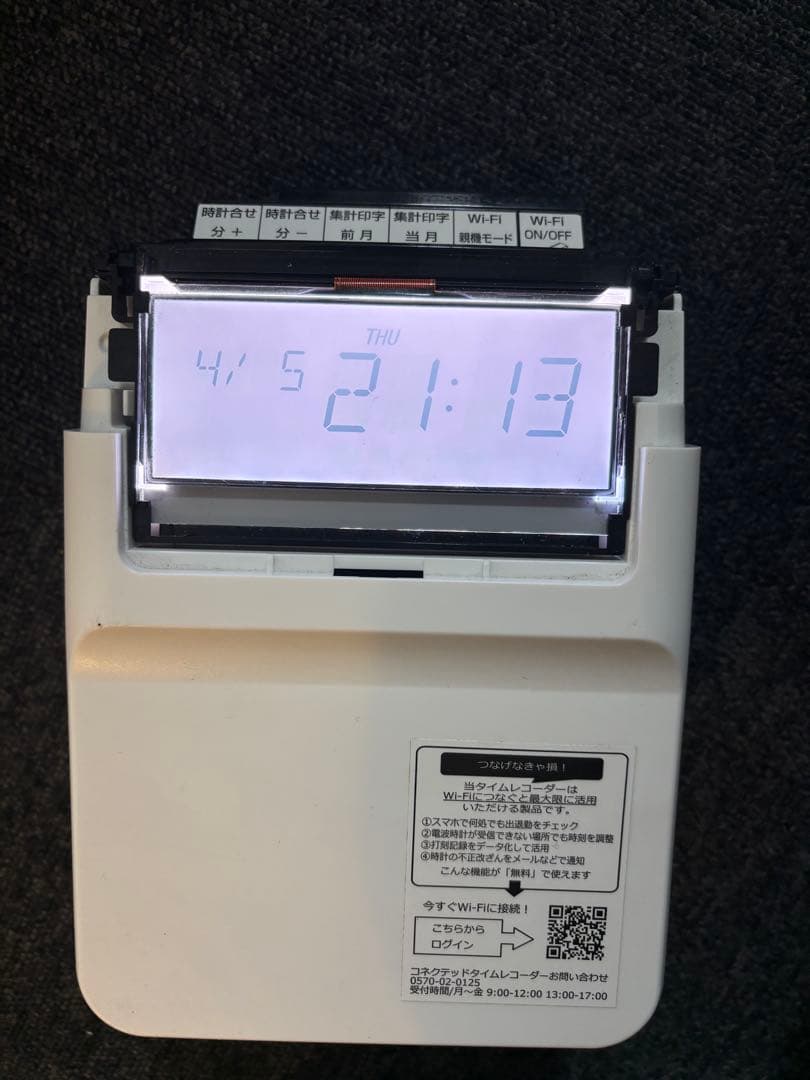 時計合せ 時計合せ 集計印字 集計印字 Wi-Fi Wi-Fi
分 + 分 - 前 月 当 月 親機モード ON/OFF
THU
4/ 5 21:13
つなげなきゃ損!
当タイムレコーダーは
Wi-Fiにつなぐと最大限に活用
いただける製品です。
①スマホで何処でも出退勤をチェック
②電波時計が受信できない場所でも時刻を調整
③打刻記録をデータ化して活用
④時計の不正改ざんをメールなどで通知
こんな機能が「無料」で使えます
今すぐWi-Fiに接続!
こちらから
ログイン
コネクテッドタイムレコーダーお問い合わせ
0570-02-0125
受付時間/月~金 9:00-12:00 13:00-17:00